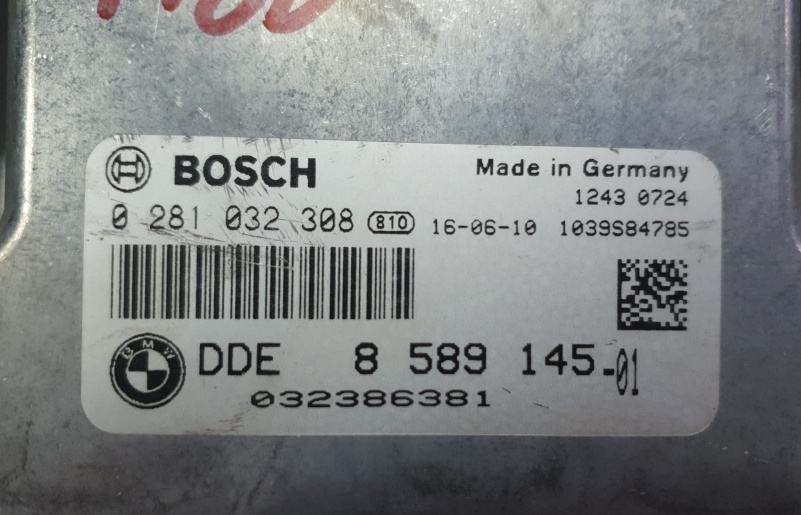 BOSCH Made in Germany
1243 0724
0 281 032 308 810 16-06-10 1039S84785
BMW DDE 8 589 145-01
032386381